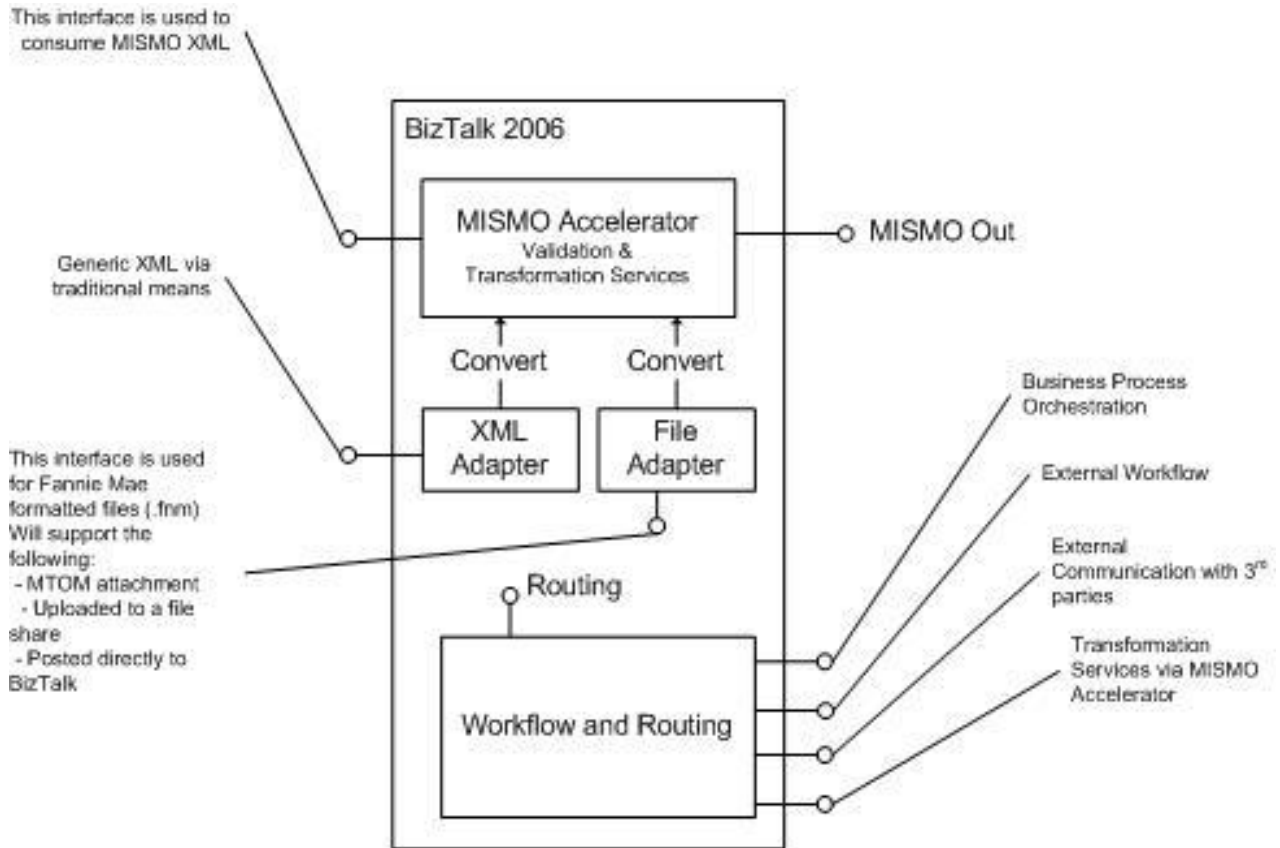 This interface is used to
consume MISMO XML
BizTalk 2006
MISMO Accelerator
Validation &
Transformation Services
MISMO Out
Generic XML via
traditional means
Convert
Convert
XML
Adapter
File
Adapter
This interface is used
for Fannie Mae
formatted files (.fnm)
Will support the
following:
- MTOM attachment
- Uploaded to a file
share
- Posted directly to
BizTalk
Routing
Workflow and Routing
Business Process
Orchestration
External Workflow
External
Communication with 3rd
parties
Transformation
Services via MISMO
Accelerator